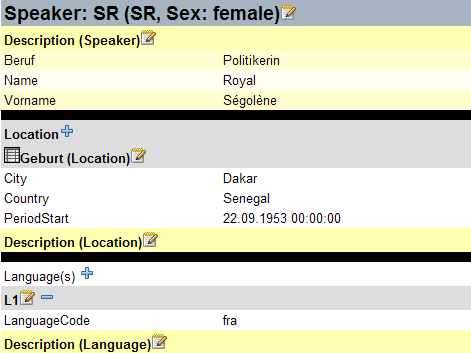 Speaker: SR (SR, Sex: female)
Description (Speaker)
Beruf Politikerin
Name Royal
Vorname Ségolène
Location
Geburt (Location)
City Dakar
Country Senegal
PeriodStart 22.09.1953 00:00:00
Description (Location)
Language(s)
L1
LanguageCode fra
Description (Language)